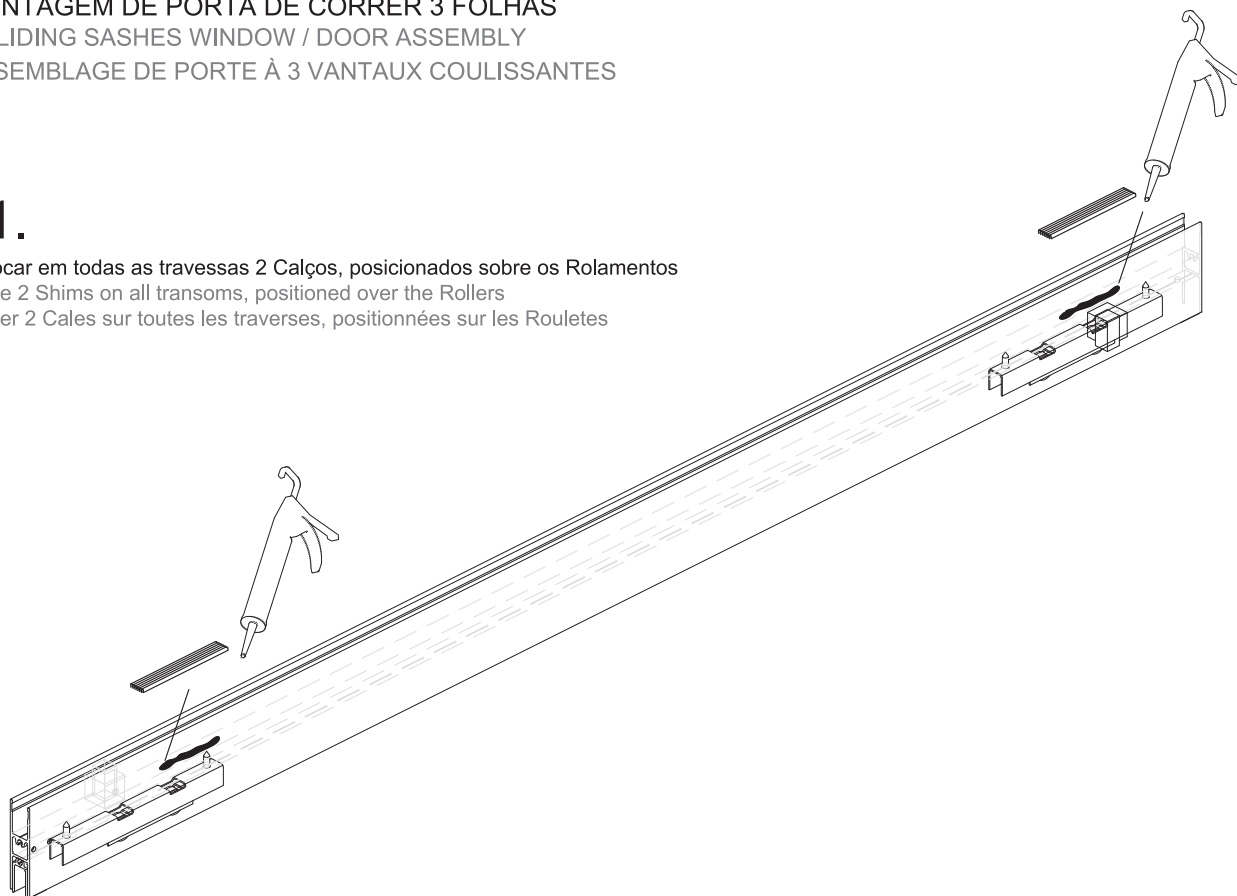 NTAGEM DE PORTA DE CORRER 3 FOLHAS
LIDING SASHES WINDOW / DOOR ASSEMBLY
SEMBLAGE DE PORTE À 3 VANTAUX COULISSANTES
1.
ocar em todas as travessas 2 Calços, posicionados sobre os Rolamentos
e 2 Shims on all transoms, positioned over the Rollers
er 2 Cales sur toutes les traverses, positionnées sur les Rouletes